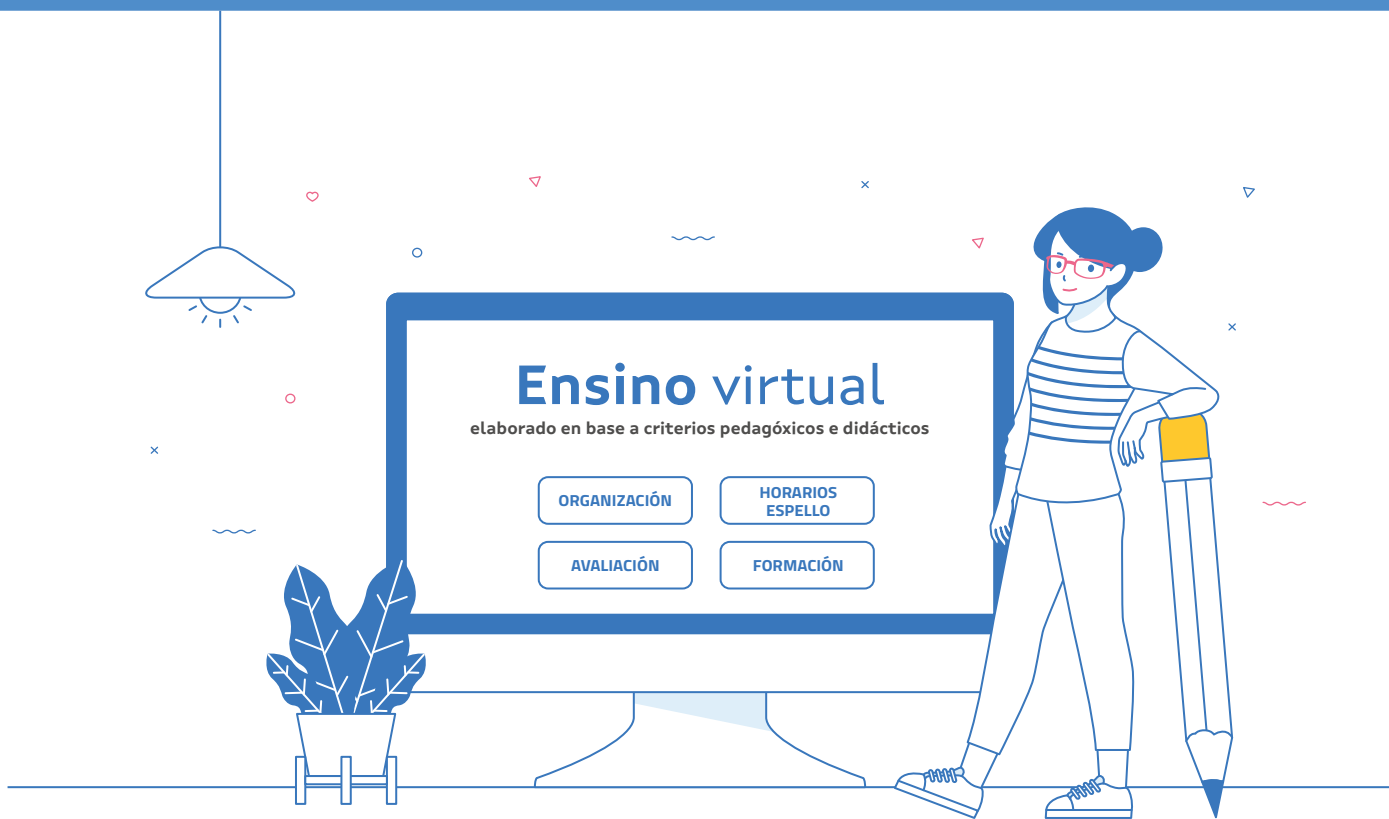 Ensino virtual
elaborado en base a criterios pedagóxicos e didácticos
ORGANIZACIÓN
HORARIOS
ESPELLO
AVALIACIÓN
FORMACIÓN